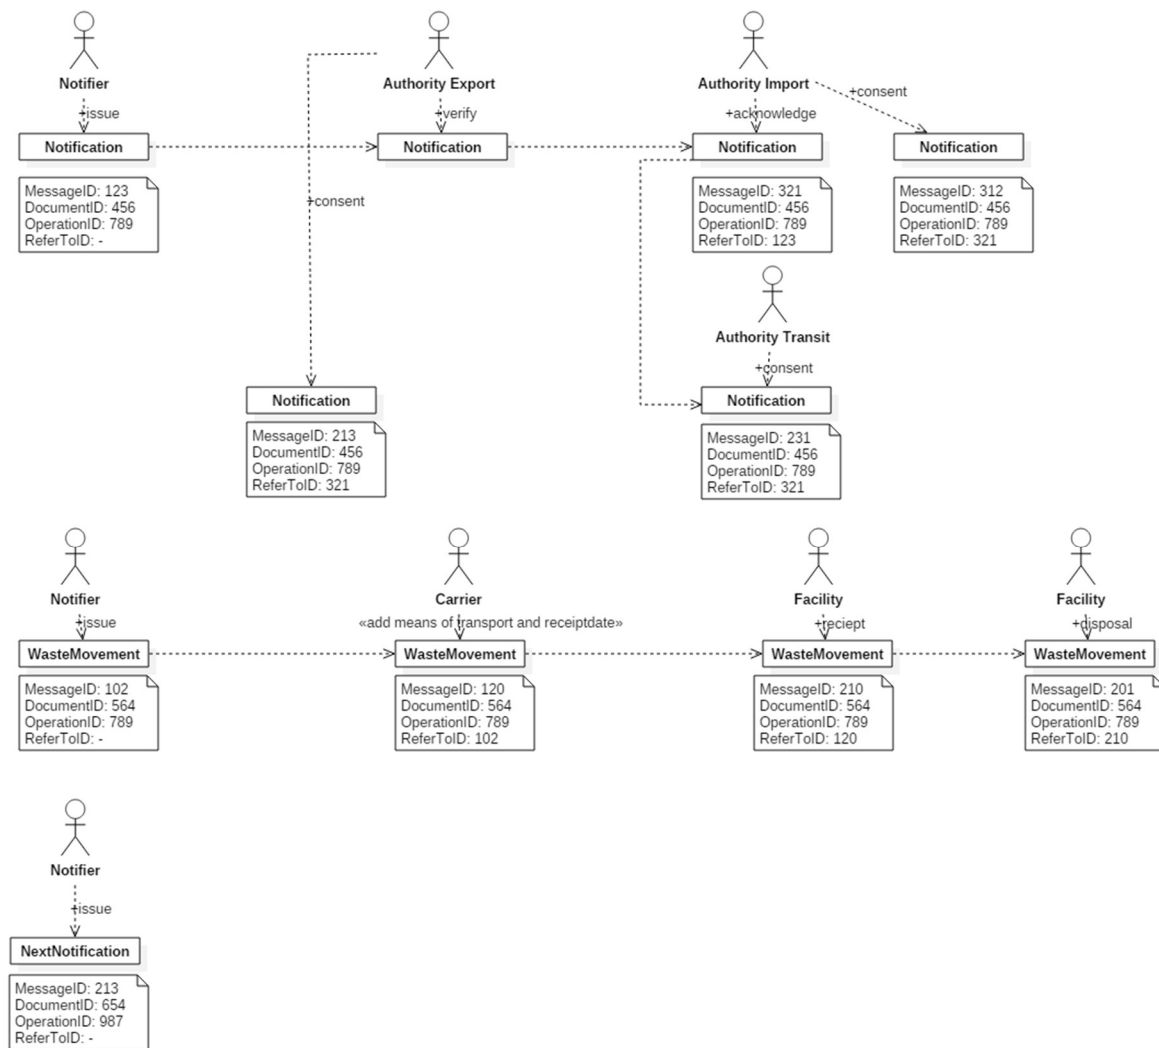 Notifier
Authority Export
Authority Import
+issue
+verify
+acknowledge
+consent
Notification
Notification
Notification
Notification
MessageID: 123
DocumentID: 456
OperationID: 789
ReferToID: -
+consent
MessageID: 321
DocumentID: 456
OperationID: 789
ReferToID: 123
MessageID: 312
DocumentID: 456
OperationID: 789
ReferToID: 321
Authority Transit
+consent
Notification
Notification
MessageID: 213
DocumentID: 456
OperationID: 789
ReferToID: 321
MessageID: 231
DocumentID: 456
OperationID: 789
ReferToID: 321
Notifier
Carrier
Facility
Facility
+issue
«add means of transport and receiptdate»
+reciept
+disposal
WasteMovement
WasteMovement
WasteMovement
WasteMovement
MessageID: 102
DocumentID: 564
OperationID: 789
ReferToID: -
MessageID: 120
DocumentID: 564
OperationID: 789
ReferToID: 102
MessageID: 210
DocumentID: 564
OperationID: 789
ReferToID: 120
MessageID: 201
DocumentID: 564
OperationID: 789
ReferToID: 210
Notifier
+issue
NextNotification
MessageID: 213
DocumentID: 654
OperationID: 987
ReferToID: -